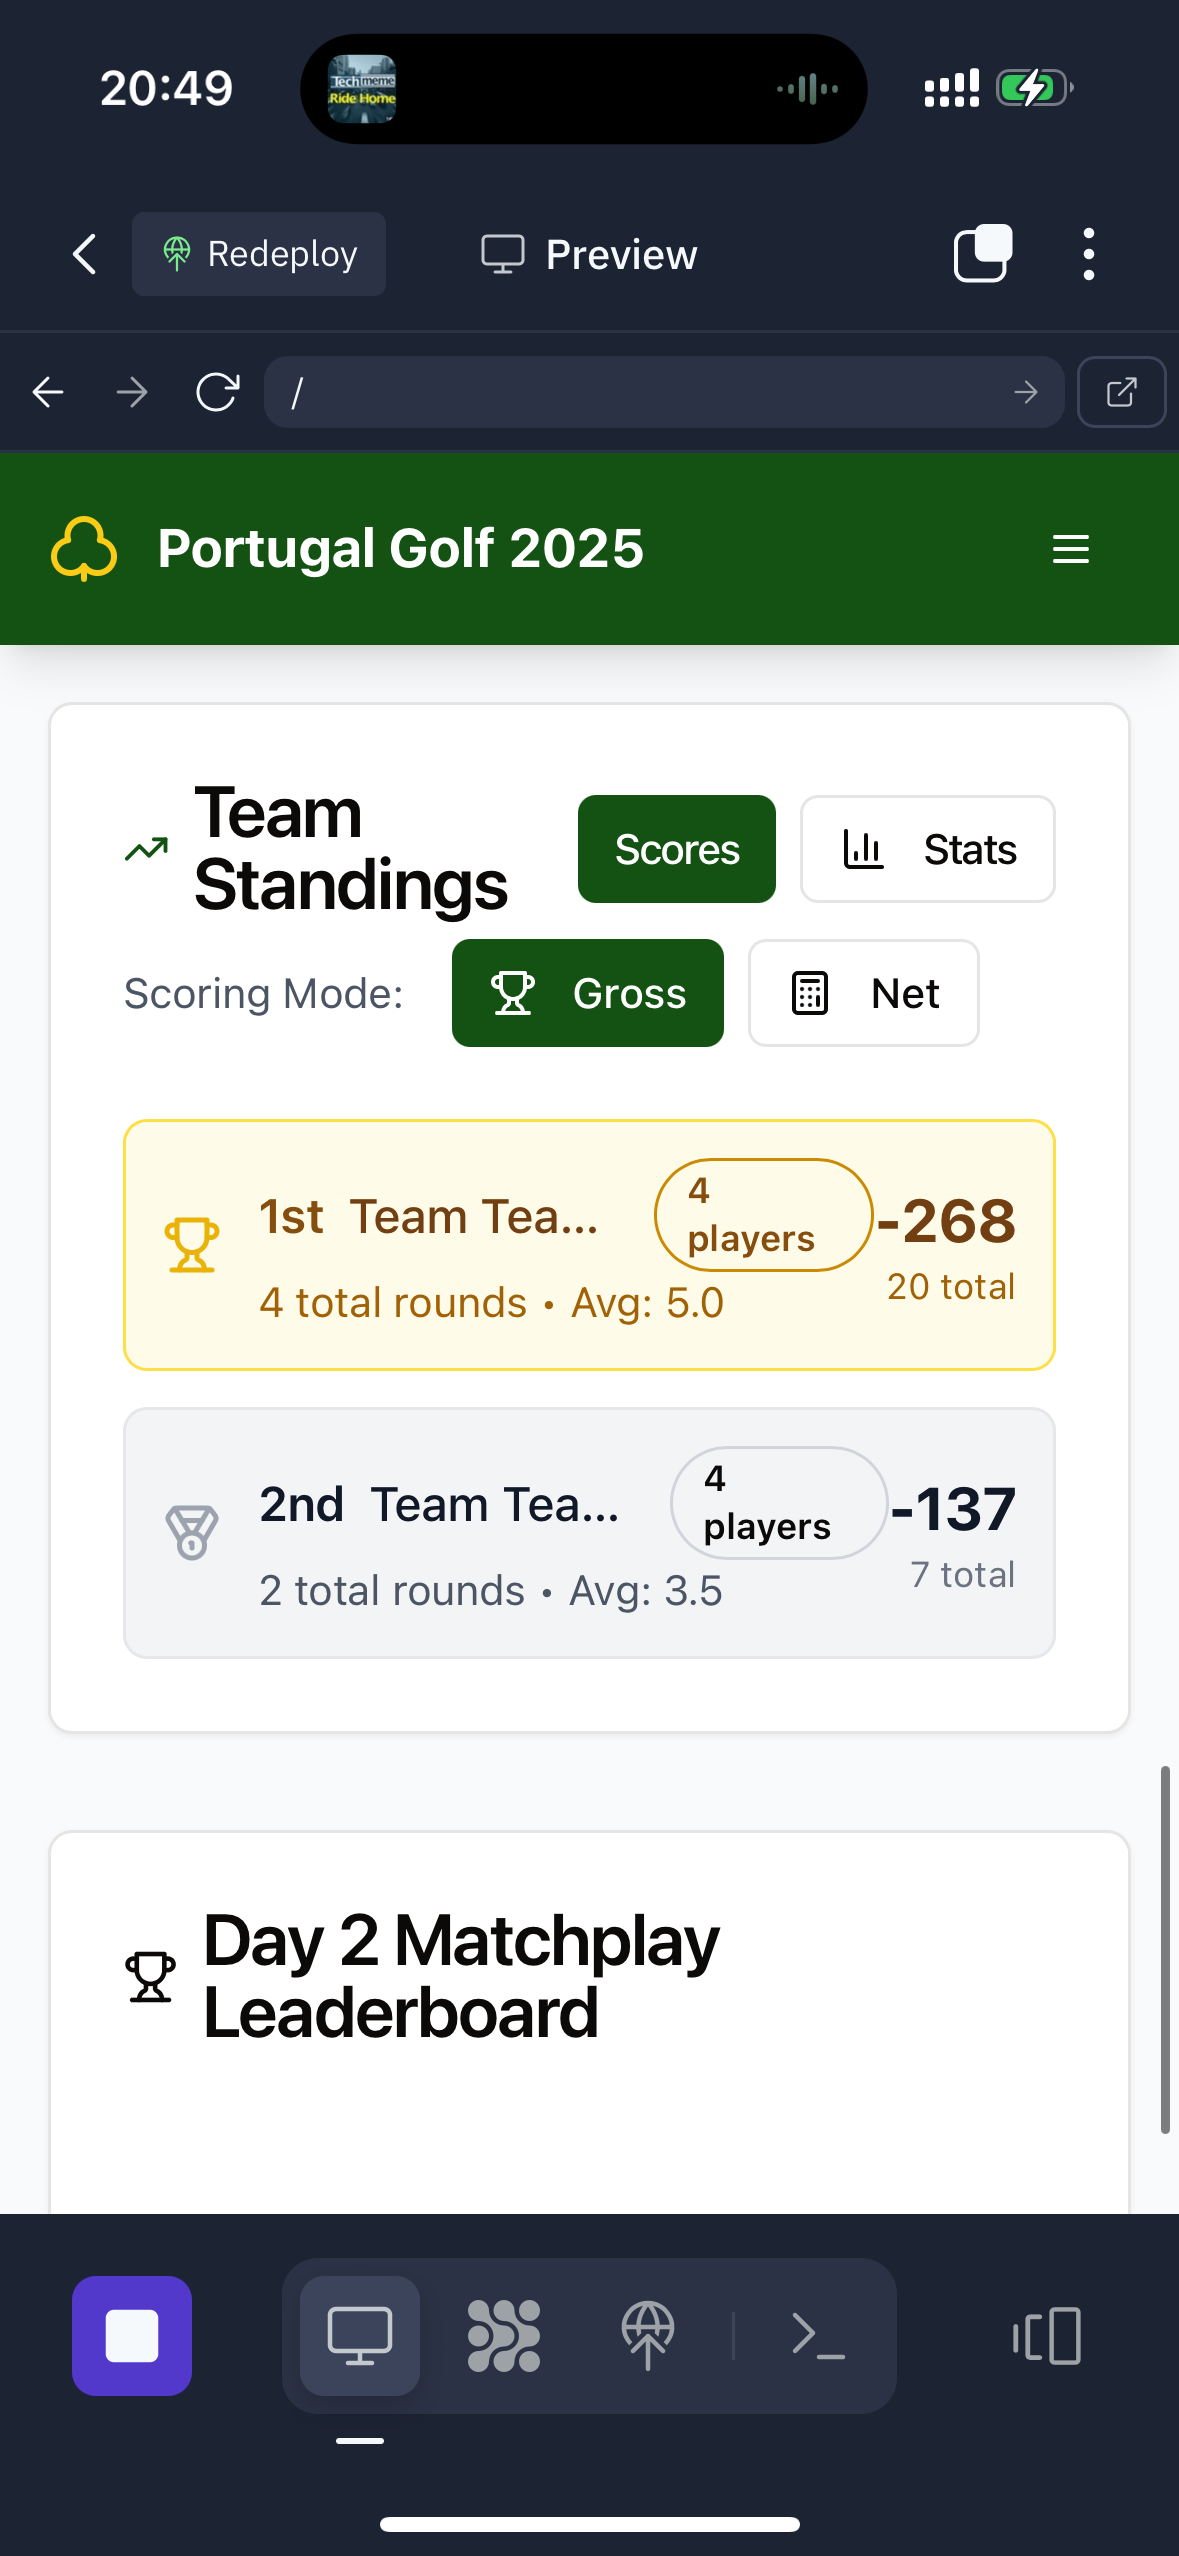 20:49
Techmeme
Ride Home
Redeploy
Preview
/
Portugal Golf 2025
Team
Standings
Scores
Stats
Scoring Mode:
Gross
Net
1st Team Tea...
4
players
-268
20 total
4 total rounds • Avg: 5.0
2nd Team Tea...
4
players
-137
7 total
2 total rounds • Avg: 3.5
Day 2 Matchplay
Leaderboard